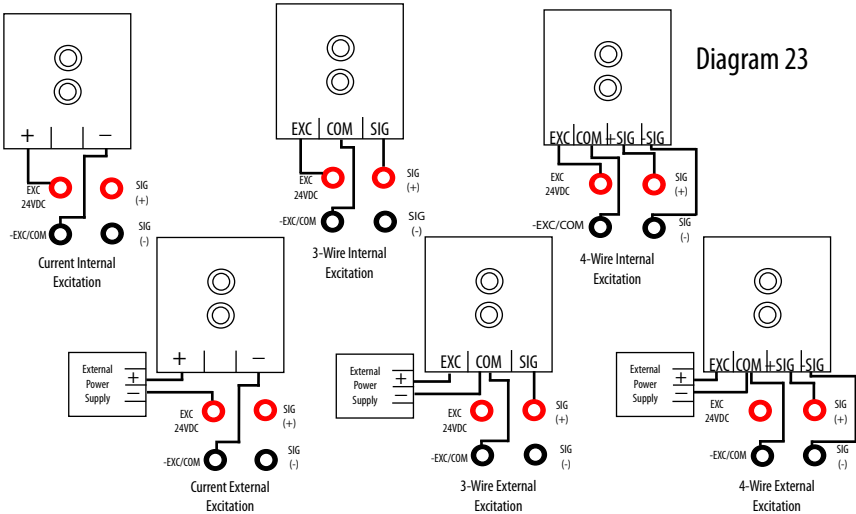 Diagram 23
+ −
EXC
24VDC
SIG
(+)
-EXC/COM
SIG
(-)
Current Internal
Excitation
EXC COM SIG
EXC
24VDC
SIG
(+)
-EXC/COM
SIG
(-)
3-Wire Internal
Excitation
EXC COM +SIG -SIG
EXC
24VDC
SIG
(+)
-EXC/COM
SIG
(-)
4-Wire Internal
Excitation
+ −
External
Power
Supply
+
−
EXC
24VDC
SIG
(+)
-EXC/COM
SIG
(-)
Current External
Excitation
EXC COM SIG
External
Power
Supply
+
−
EXC
24VDC
SIG
(+)
-EXC/COM
SIG
(-)
3-Wire External
Excitation
EXC COM +SIG -SIG
External
Power
Supply
+
−
EXC
24VDC
SIG
(+)
-EXC/COM
SIG
(-)
4-Wire External
Excitation